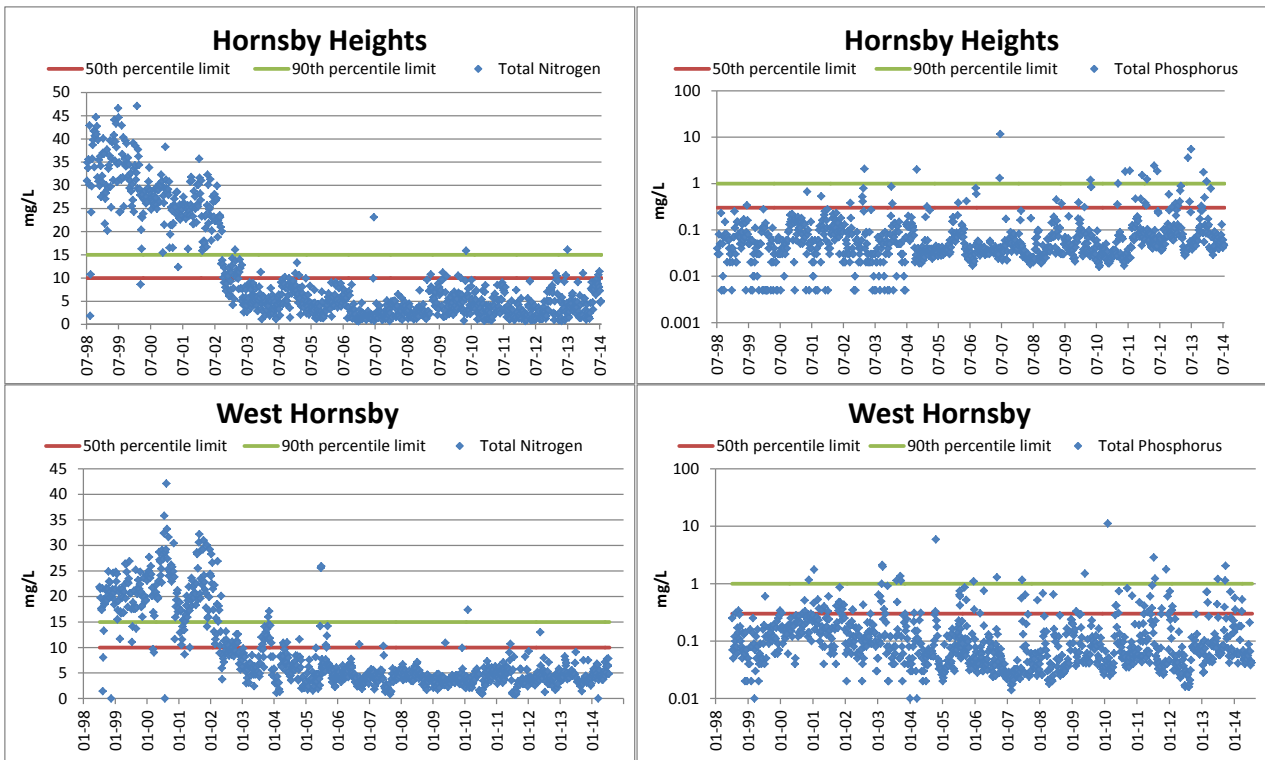 Hornsby Heights
50th percentile limit 90th percentile limit Total Nitrogen
mg/L
50
45
40
35
30
25
20
15
10
5
0
07-98 07-99 07-00 07-01 07-02 07-03 07-04 07-05 07-06 07-07 07-08 07-09 07-10 07-11 07-12 07-13 07-14
Hornsby Heights
50th percentile limit 90th percentile limit Total Phosphorus
mg/L
100
10
1
0.1
0.01
0.001
07-98 07-99 07-00 07-01 07-02 07-03 07-04 07-05 07-06 07-07 07-08 07-09 07-10 07-11 07-12 07-13 07-14
West Hornsby
50th percentile limit 90th percentile limit Total Nitrogen
mg/L
45
40
35
30
25
20
15
10
5
0
01-98 01-99 01-00 01-01 01-02 01-03 01-04 01-05 01-06 01-07 01-08 01-09 01-10 01-11 01-12 01-13 01-14
West Hornsby
50th percentile limit 90th percentile limit Total Phosphorus
mg/L
100
10
1
0.1
0.01
01-98 01-99 01-00 01-01 01-02 01-03 01-04 01-05 01-06 01-07 01-08 01-09 01-10 01-11 01-12 01-13 01-14